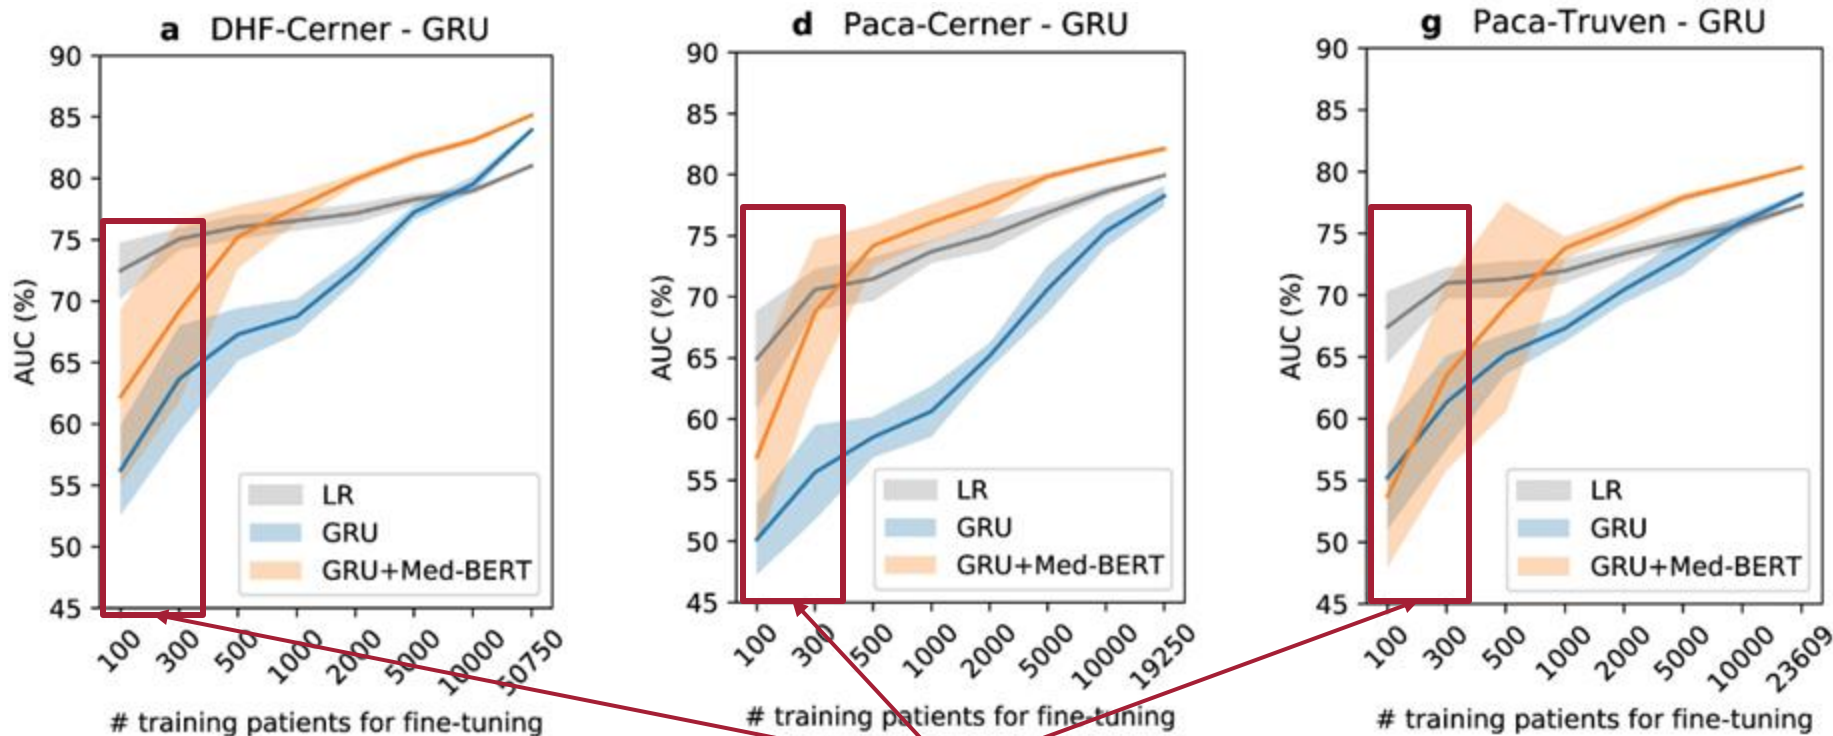 a DHF-Cerner - GRU
90
85
80
75
70
65
60
55
50
45
AUC (%)
LR
GRU
GRU+Med-BERT
100 300 500 1000 2000 5000 10000 50750
# training patients for fine-tuning
d Paca-Cerner - GRU
90
85
80
75
70
65
60
55
50
45
AUC (%)
LR
GRU
GRU+Med-BERT
100 300 500 1000 2000 5000 10000 19250
# training patients for fine-tuning
g Paca-Truven - GRU
90
85
80
75
70
65
60
55
50
45
AUC (%)
LR
GRU
GRU+Med-BERT
100 300 500 1000 2000 5000 10000 23609
# training patients for fine-tuning